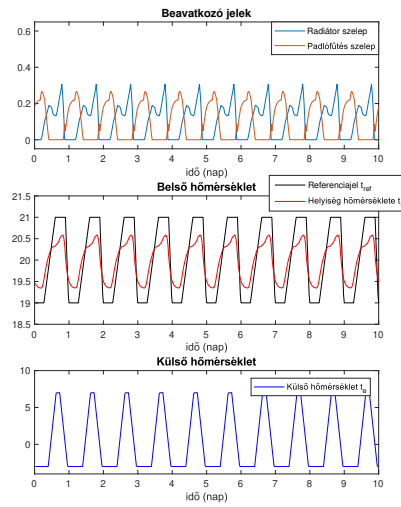 Beavatkozó jelek
Radiátor szelep
Padlófűtés szelep
0.6
0.4
0.2
0
0 1 2 3 4 5 6 7 8 9 10
idő (nap)
Belső hőmérséklet
Referenciajel t_ref
Helyiség hőmérséklete t
21.5
21
20.5
20
19.5
19
18.5
0 1 2 3 4 5 6 7 8 9 10
idő (nap)
Külső hőmérséklet
Külső hőmérséklet t_e
10
5
0
0 1 2 3 4 5 6 7 8 9 10
idő (nap)